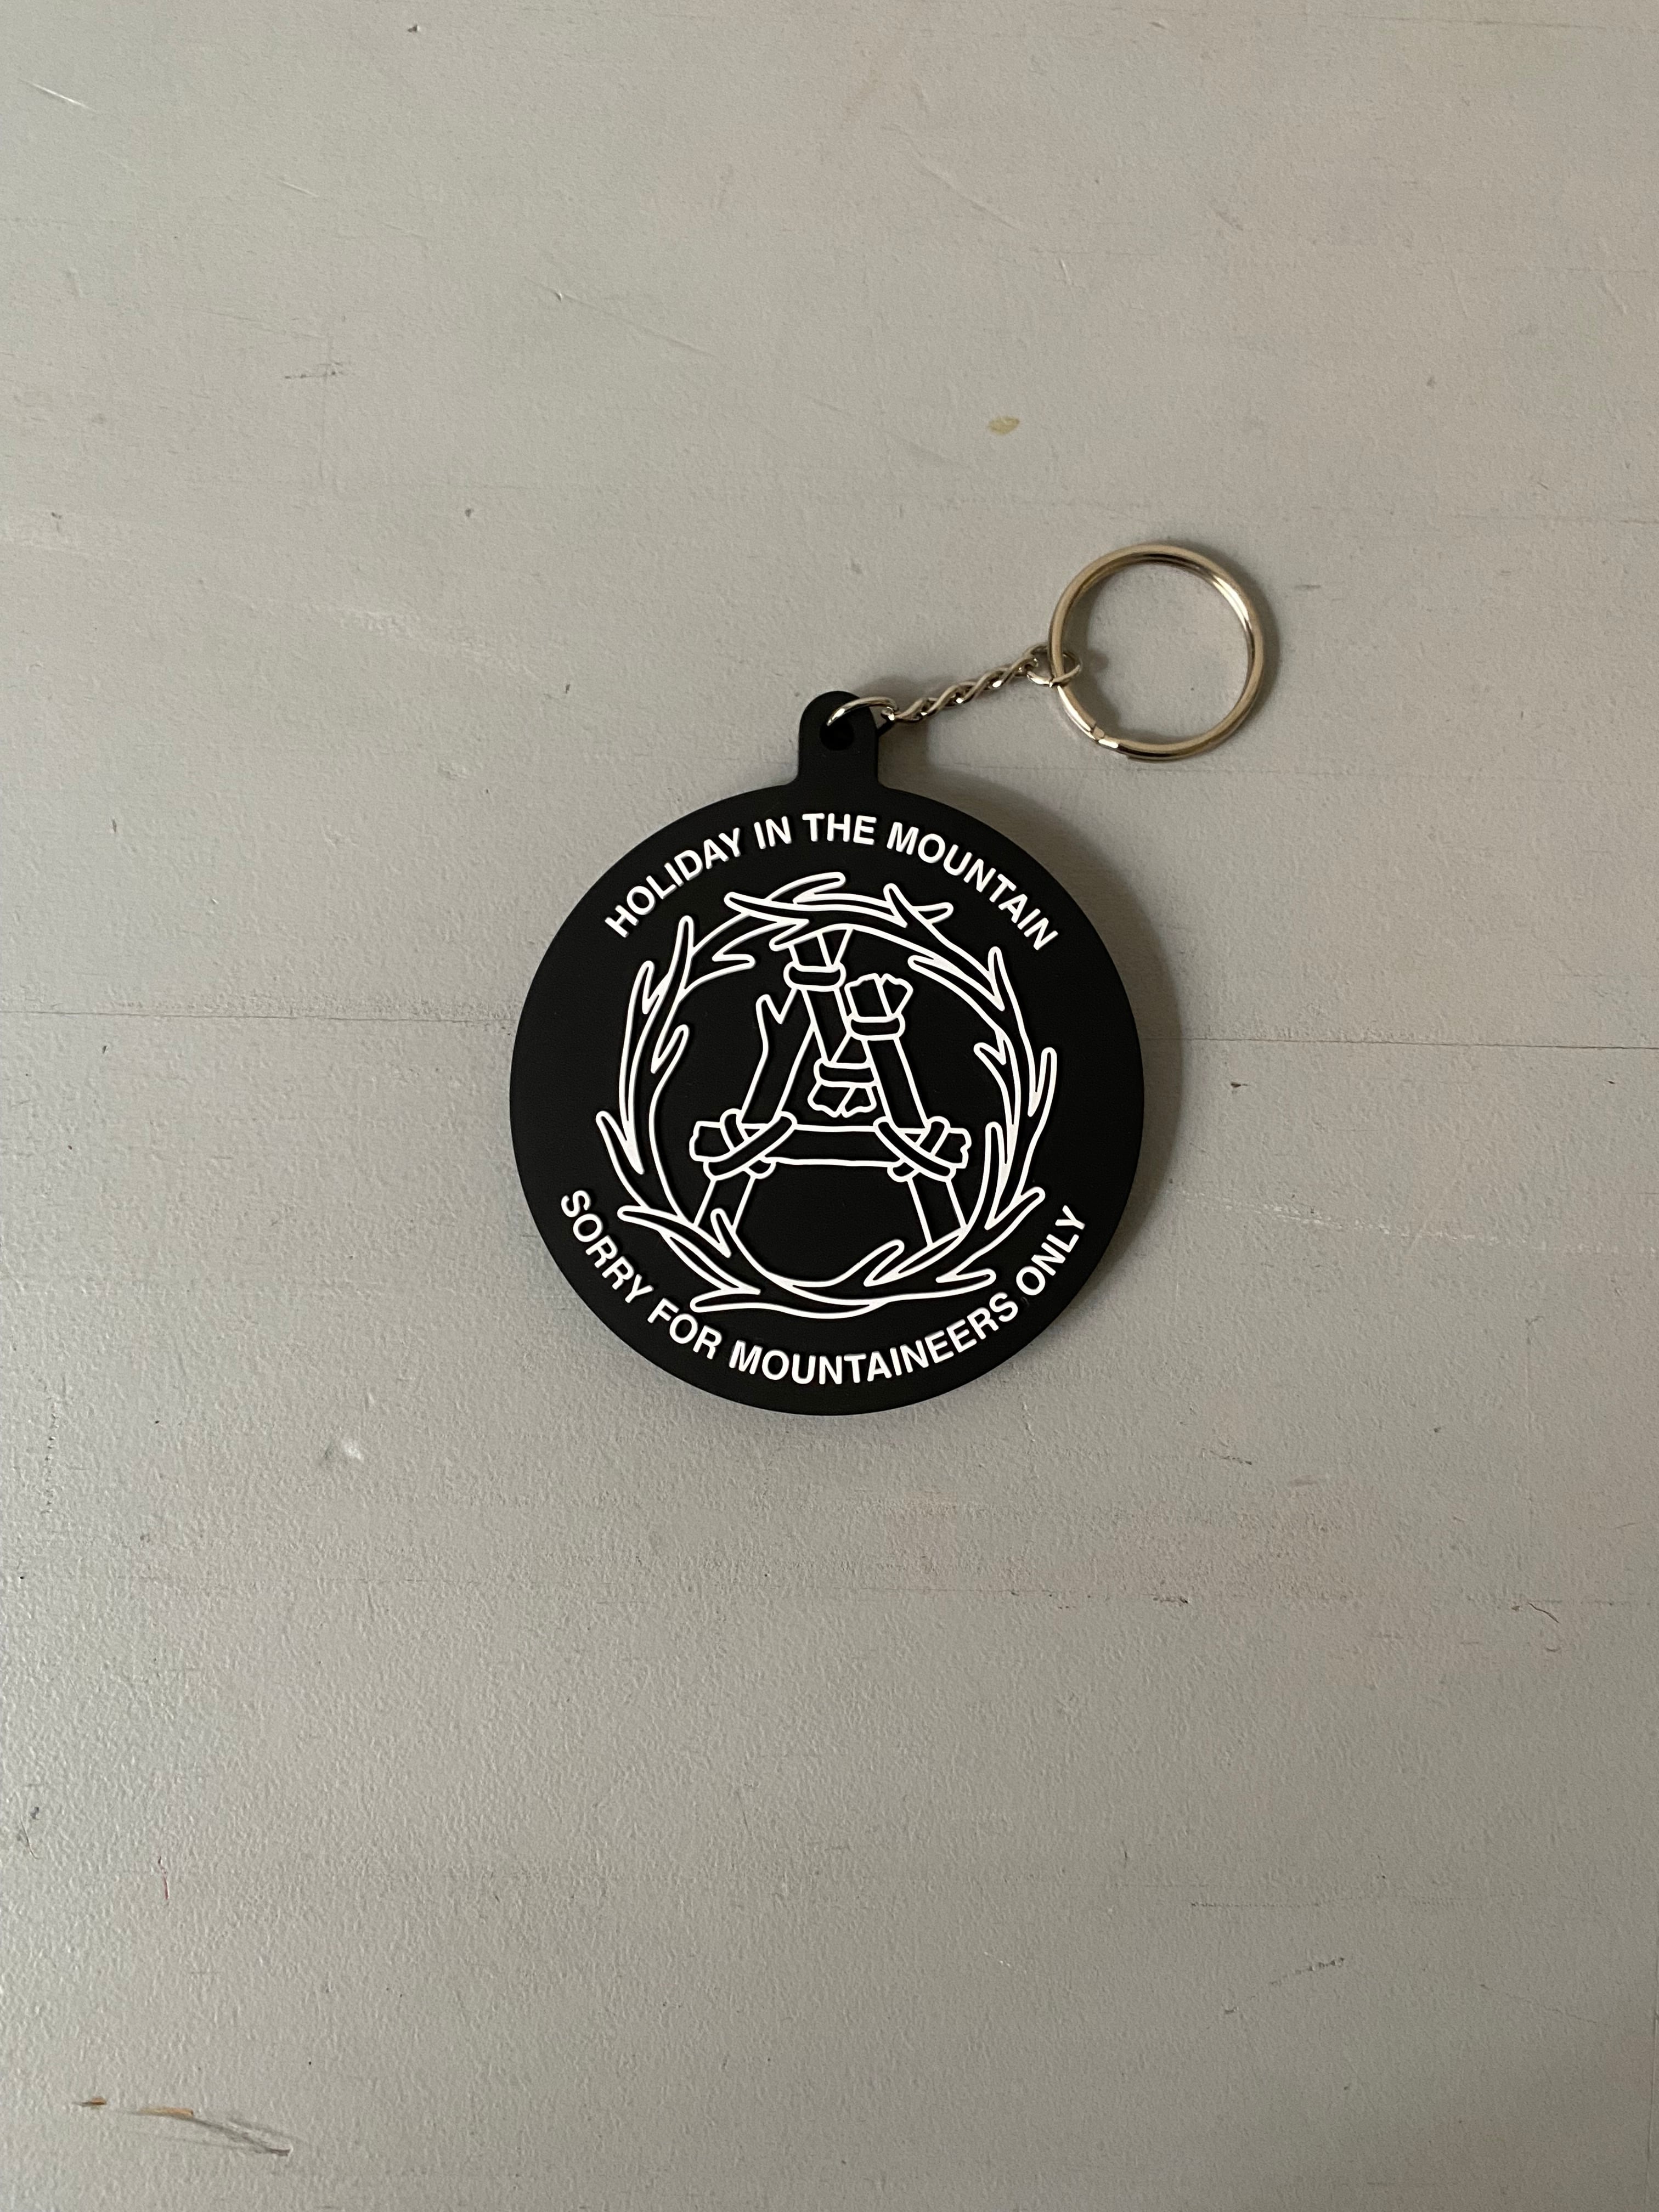 HOLIDAY IN THE MOUNTAIN
SORRY FOR MOUNTAINEERS ONLY